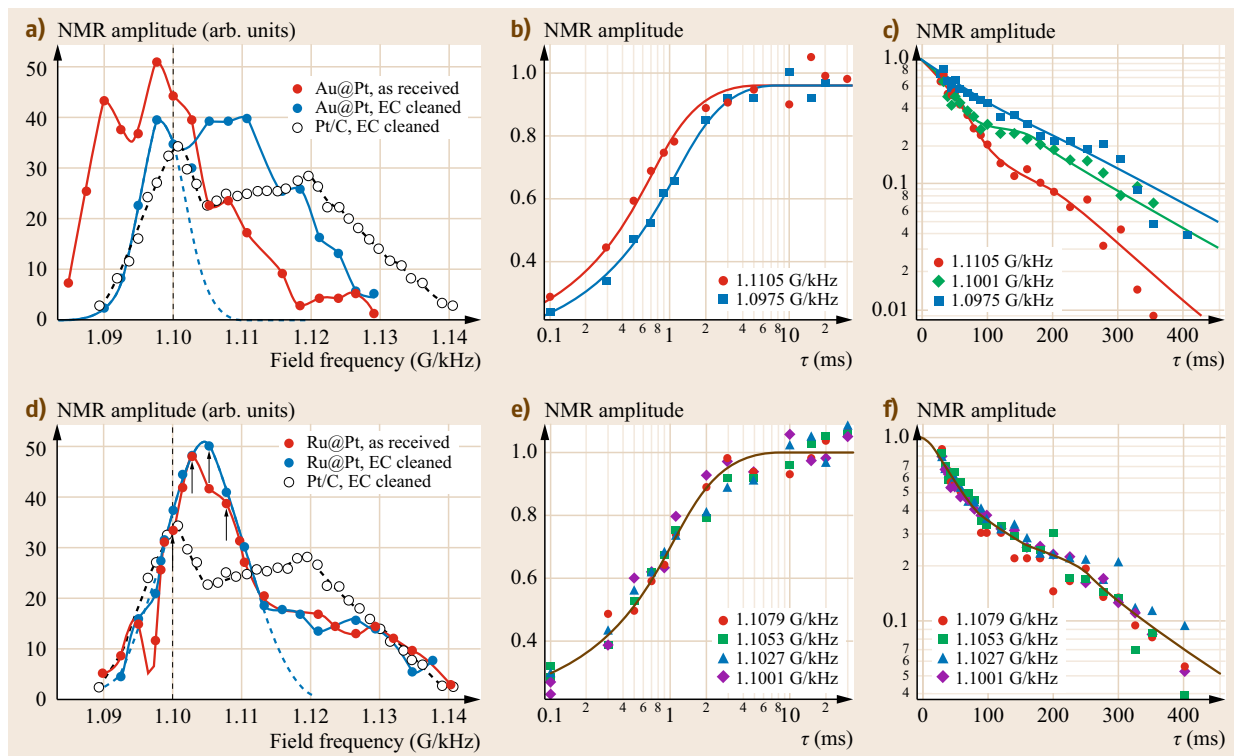 a) NMR amplitude (arb. units)
50
40
30
20
10
0
1.09 1.10 1.11 1.12 1.13 1.14
Field frequency (G/kHz)
Au@Pt, as received
Au@Pt, EC cleaned
Pt/C, EC cleaned
b) NMR amplitude
1.0
0.8
0.6
0.4
0.1 2 4 6 8 1 2 4 6 8 10 2
τ (ms)
1.1105 G/kHz
1.0975 G/kHz
c) NMR amplitude
1.0
8
6
5
4
3
2
0.1
8
6
5
4
3
2
0.01
0 100 200 300 400
τ (ms)
1.1105 G/kHz
1.1001 G/kHz
1.0975 G/kHz
d) NMR amplitude (arb. units)
50
40
30
20
10
0
1.09 1.10 1.11 1.12 1.13 1.14
Field frequency (G/kHz)
Ru@Pt, as received
Ru@Pt, EC cleaned
Pt/C, EC cleaned
e) NMR amplitude
1.0
0.8
0.6
0.4
0.1 2 4 6 8 1 2 4 6 8 10 2
τ (ms)
1.1079 G/kHz
1.1053 G/kHz
1.1027 G/kHz
1.1001 G/kHz
f) NMR amplitude
1.0
7
6
5
4
3
2
0.1
8
7
6
5
4
0 100 200 300 400
τ (ms)
1.1079 G/kHz
1.1053 G/kHz
1.1027 G/kHz
1.1001 G/kHz